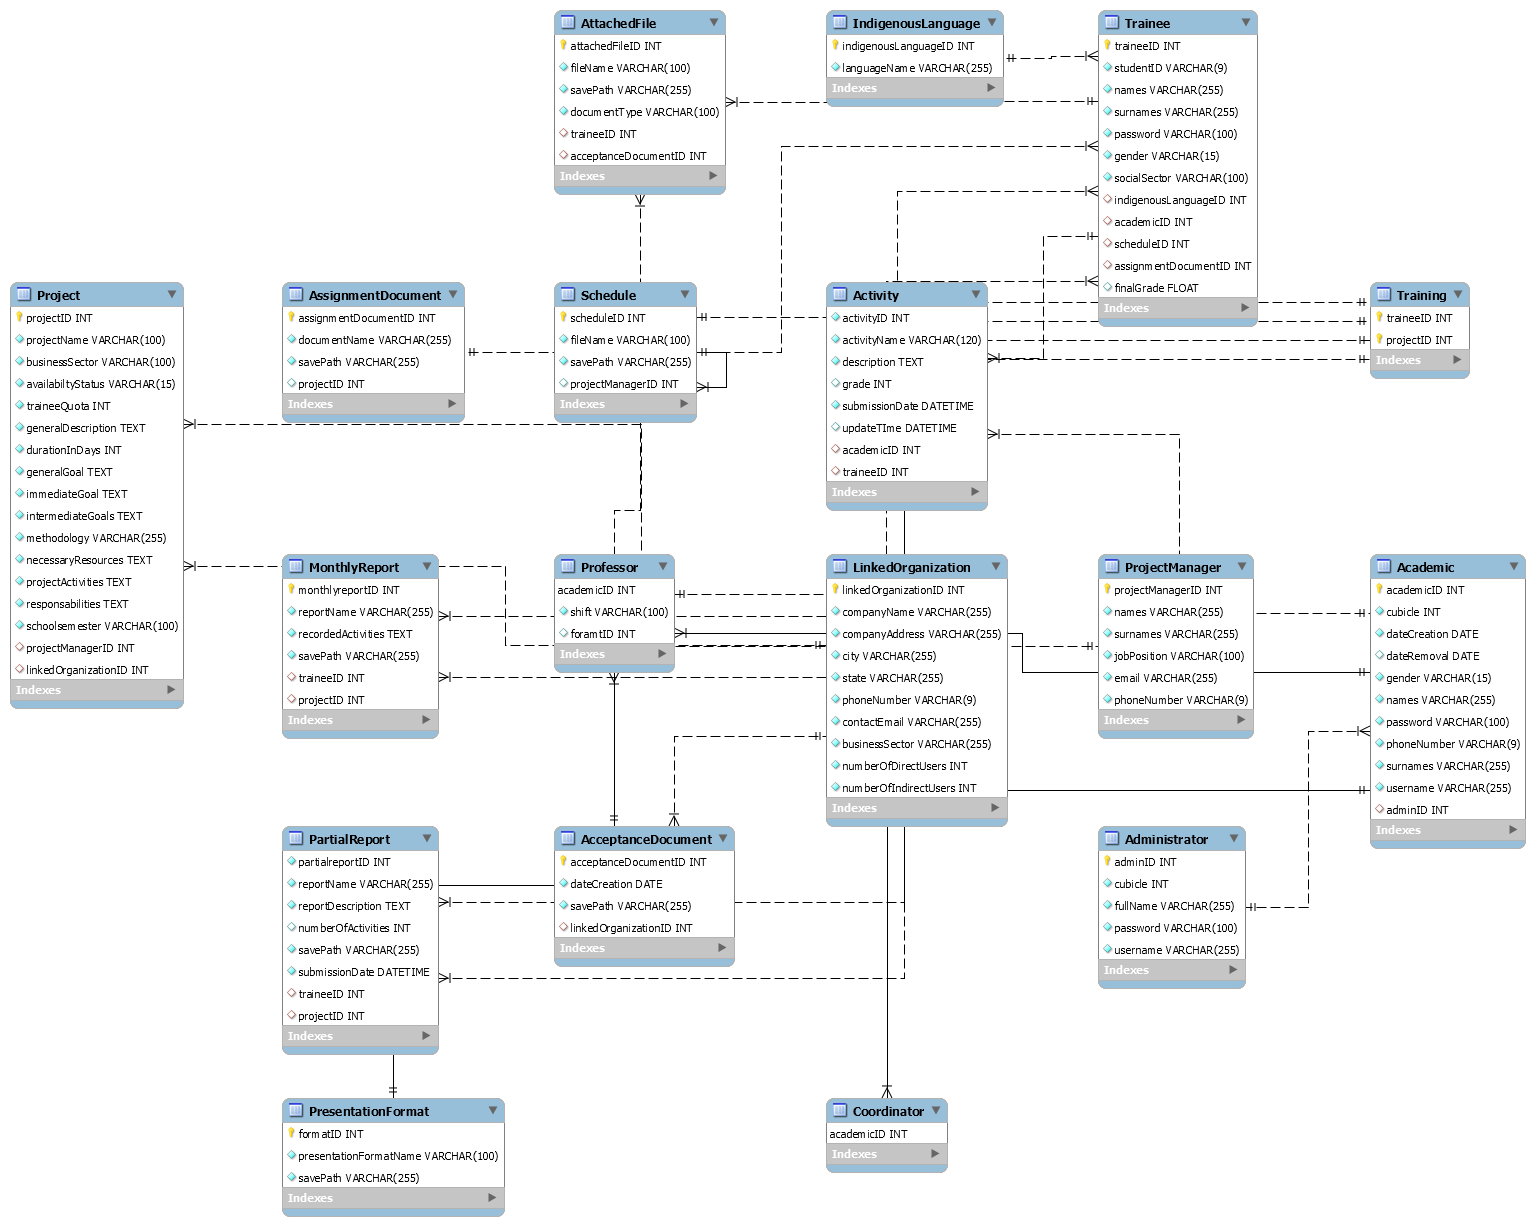 AttachedFile
attachedFileID INT
fileName VARCHAR(100)
savePath VARCHAR(255)
documentType VARCHAR(100)
traineeID INT
acceptanceDocumentID INT
Indexes
IndigenousLanguage
indigenousLanguageID INT
languageName VARCHAR(255)
Indexes
Trainee
traineeID INT
studentID VARCHAR(9)
names VARCHAR(255)
surnames VARCHAR(255)
password VARCHAR(100)
gender VARCHAR(15)
socialSector VARCHAR(100)
indigenousLanguageID INT
academicID INT
scheduleID INT
assignmentDocumentID INT
finalGrade FLOAT
Indexes
Project
projectID INT
projectName VARCHAR(100)
businessSector VARCHAR(100)
availabiltyStatus VARCHAR(15)
traineeQuota INT
generalDescription TEXT
durationInDays INT
generalGoal TEXT
immediateGoal TEXT
intermediateGoals TEXT
methodology VARCHAR(255)
necessaryResources TEXT
projectActivities TEXT
responsabilities TEXT
schoolsemester VARCHAR(100)
projectManagerID INT
linkedOrganizationID INT
Indexes
AssignmentDocument
assignmentDocumentID INT
documentName VARCHAR(255)
savePath VARCHAR(255)
projectID INT
Indexes
Schedule
scheduleID INT
fileName VARCHAR(100)
savePath VARCHAR(255)
projectManagerID INT
Indexes
Activity
activityID INT
activityName VARCHAR(120)
description TEXT
grade INT
submissionDate DATETIME
updateTIme DATETIME
academicID INT
traineeID INT
Indexes
Training
traineeID INT
projectID INT
Indexes
MonthlyReport
monthlyreportID INT
reportName VARCHAR(255)
recordedActivities TEXT
savePath VARCHAR(255)
traineeID INT
projectID INT
Indexes
Professor
academicID INT
shift VARCHAR(100)
foramtID INT
Indexes
LinkedOrganization
linkedOrganizationID INT
companyName VARCHAR(255)
companyAddress VARCHAR(255)
city VARCHAR(255)
state VARCHAR(255)
phoneNumber VARCHAR(9)
contactEmail VARCHAR(255)
businessSector VARCHAR(255)
numberOfDirectUsers INT
numberOfIndirectUsers INT
Indexes
ProjectManager
projectManagerID INT
names VARCHAR(255)
surnames VARCHAR(255)
jobPosition VARCHAR(100)
email VARCHAR(255)
phoneNumber VARCHAR(9)
Indexes
Academic
academicID INT
cubicle INT
dateCreation DATE
dateRemoval DATE
gender VARCHAR(15)
names VARCHAR(255)
password VARCHAR(100)
phoneNumber VARCHAR(9)
surnames VARCHAR(255)
username VARCHAR(255)
adminID INT
Indexes
PartialReport
partialreportID INT
reportName VARCHAR(255)
reportDescription TEXT
numberOfActivities INT
savePath VARCHAR(255)
submissionDate DATETIME
traineeID INT
projectID INT
Indexes
AcceptanceDocument
acceptanceDocumentID INT
dateCreation DATE
savePath VARCHAR(255)
linkedOrganizationID INT
Indexes
Administrator
adminID INT
cubicle INT
fullName VARCHAR(255)
password VARCHAR(100)
username VARCHAR(255)
Indexes
PresentationFormat
formatID INT
presentationFormatName VARCHAR(100)
savePath VARCHAR(255)
Indexes
Coordinator
academicID INT
Indexes